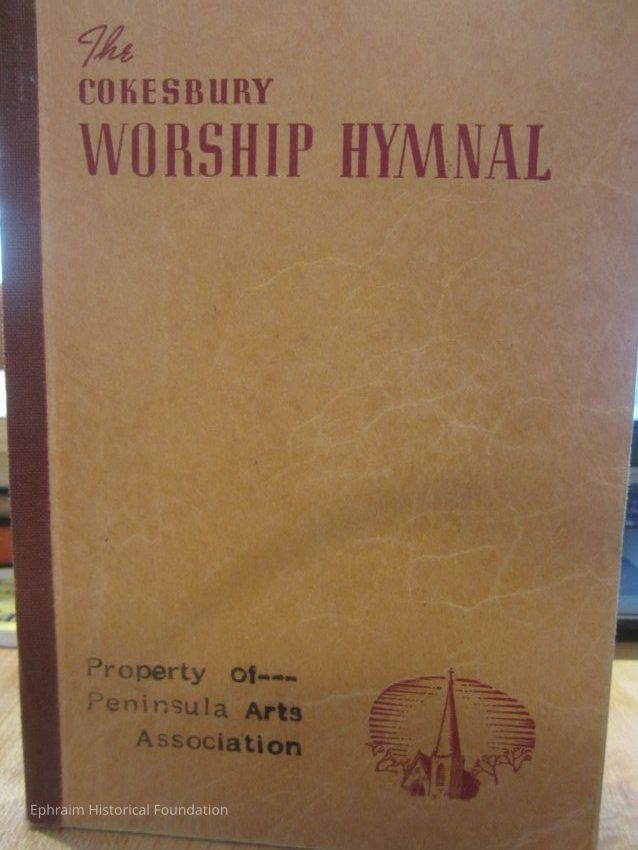 The
COKESBURY
WORSHIP HYMNAL
Property of---
Peninsula Arts
Association
Ephraim Historical Foundation